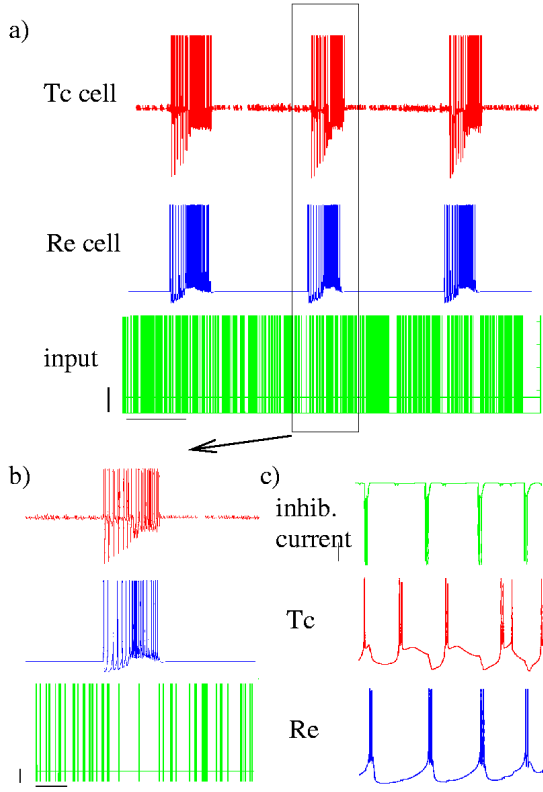 a)
Tc cell
Re cell
input
b)
c)
inhib.
current
Tc
Re